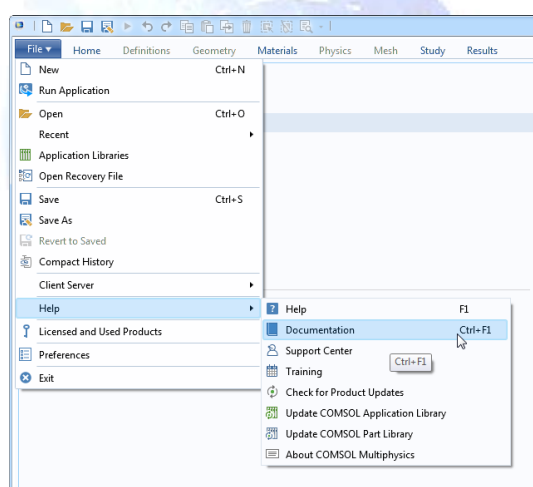 File Home Definitions Geometry Materials Physics Mesh Study Results
New Ctrl+N
Run Application
Open Ctrl+O
Recent
Application Libraries
Open Recovery File
Save Ctrl+S
Save As
Revert to Saved
Compact History
Client Server
Help
Licensed and Used Products
Preferences
Exit
Help F1
Documentation Ctrl+F1
Support Center
Ctrl+F1
Training
Check for Product Updates
Update COMSOL Application Library
Update COMSOL Part Library
About COMSOL Multiphysics